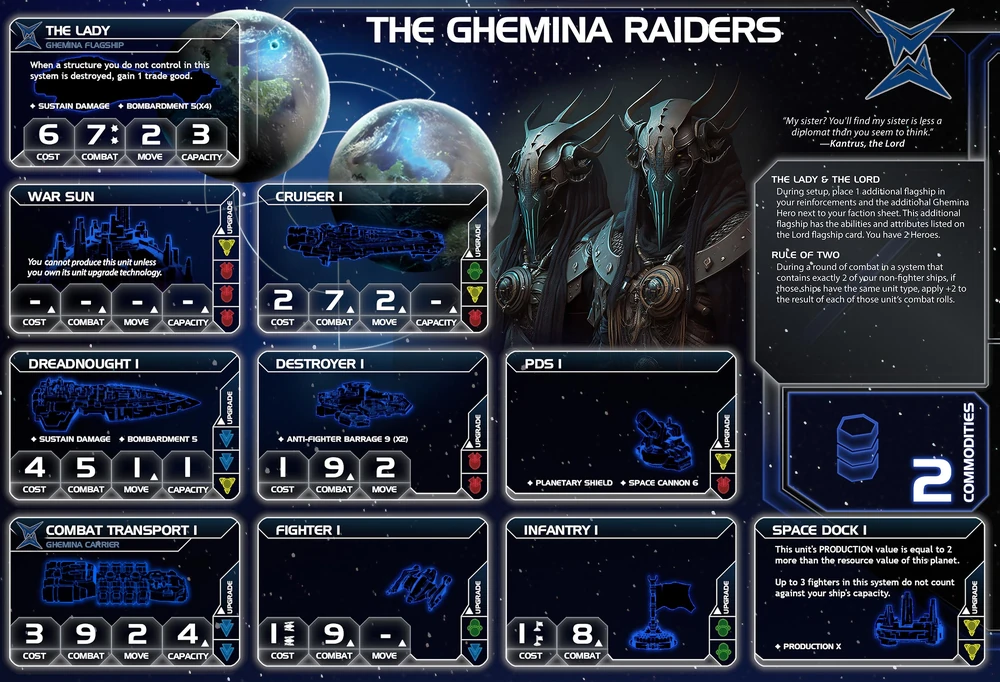 THE GHEMINA RAIDERS
THE LADY
GHEMINA FLAGSHIP
When a structure you do not control in this
system is destroyed, gain 1 trade good.
SUSTAIN DAMAGE BOMBARDMENT 5(X4)
6 7 2 3
COST COMBAT MOVE CAPACITY
"My sister? You'll find my sister is less a
diplomat than you seem to think."
—Kantrus, the Lord
THE LADY & THE LORD
During setup, place 1 additional flagship in
your reinforcements and the additional Ghemina
Hero next to your faction sheet. This additional
flagship has the abilities and attributes listed on
the Lord flagship card. You have 2 Heroes.
RULE OF TWO
During a round of combat in a system that
contains exactly 2 of your non-fighter ships, if
those ships have the same unit type, apply +2 to
the result of each of those unit's combat rolls.
WAR SUN
You cannot produce this unit unless
you own its unit upgrade technology.
UPGRADE
- - - -
COST COMBAT MOVE CAPACITY
CRUISER I
UPGRADE
2 7 2 -
COST COMBAT MOVE CAPACITY
DREADNOUGHT I
SUSTAIN DAMAGE BOMBARDMENT 5
UPGRADE
4 5 1 1
COST COMBAT MOVE CAPACITY
DESTROYER I
ANTI-FIGHTER BARRAGE 9 (X2)
UPGRADE
1 9 2
COST COMBAT MOVE
PDS I
UPGRADE
PLANETARY SHIELD SPACE CANNON 6
2
COMMODITIES
COMBAT TRANSPORT I
GHEMINA CARRIER
UPGRADE
3 9 2 4
COST COMBAT MOVE CAPACITY
FIGHTER I
UPGRADE
1 9 -
COST COMBAT MOVE
INFANTRY I
UPGRADE
1 8
COST COMBAT
SPACE DOCK I
This unit's PRODUCTION value is equal to 2
more than the resource value of this planet.
Up to 3 fighters in this system do not count
against your ship's capacity.
UPGRADE
PRODUCTION X